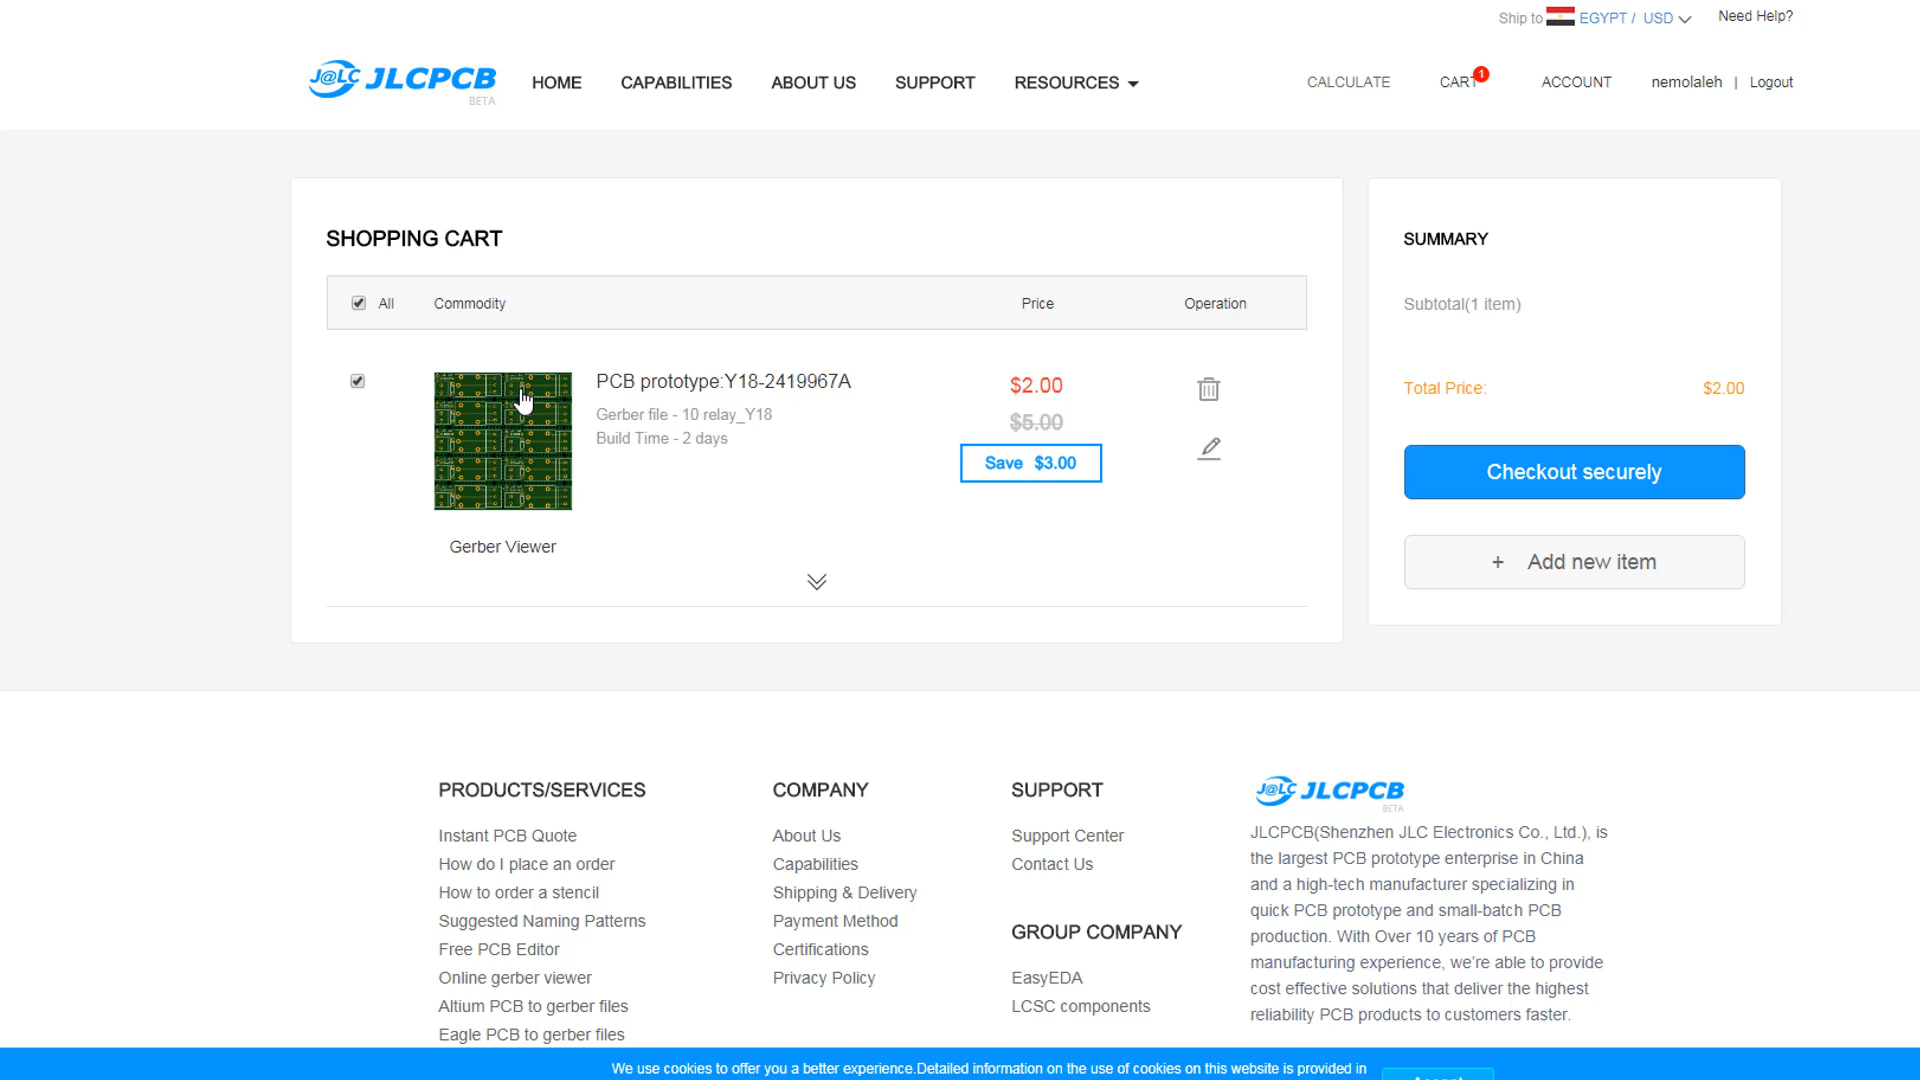 Ship to EGYPT / USD Need Help?
J@LC JLCPCB
BETA
HOME CAPABILITIES ABOUT US SUPPORT RESOURCES CALCULATE CART 1 ACCOUNT nemolaleh | Logout
SHOPPING CART
All Commodity Price Operation
PCB prototype:Y18-2419967A
Gerber file - 10 relay_Y18
Build Time - 2 days
$2.00
$5.00
Save $3.00
Gerber Viewer
SUMMARY
Subtotal(1 item)
Total Price: $2.00
Checkout securely
+ Add new item
PRODUCTS/SERVICES
Instant PCB Quote
How do I place an order
How to order a stencil
Suggested Naming Patterns
Free PCB Editor
Online gerber viewer
Altium PCB to gerber files
Eagle PCB to gerber files
COMPANY
About Us
Capabilities
Shipping & Delivery
Payment Method
Certifications
Privacy Policy
SUPPORT
Support Center
Contact Us
GROUP COMPANY
EasyEDA
LCSC components
J@LC JLCPCB
BETA
JLCPCB(Shenzhen JLC Electronics Co., Ltd.), is
the largest PCB prototype enterprise in China
and a high-tech manufacturer specializing in
quick PCB prototype and small-batch PCB
production. With Over 10 years of PCB
manufacturing experience, we're able to provide
cost effective solutions that deliver the highest
reliability PCB products to customers faster.
We use cookies to offer you a better experience.Detailed information on the use of cookies on this website is provided in